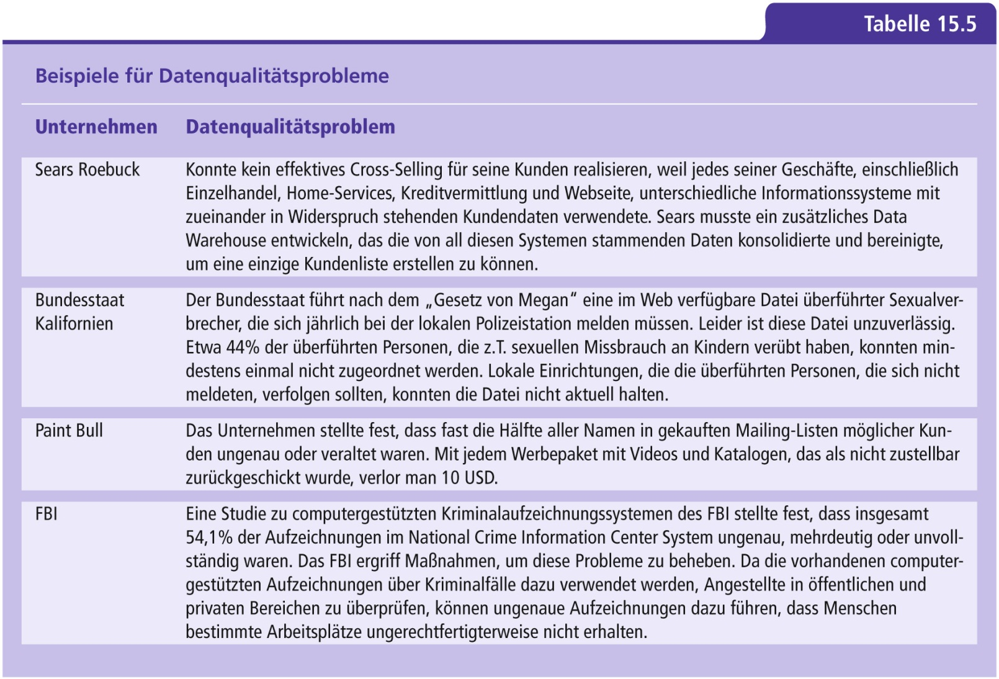 Tabelle 15.5
Beispiele für Datenqualitätsprobleme
Unternehmen Datenqualitätsproblem
Sears Roebuck Konnte kein effektives Cross-Selling für seine Kunden realisieren, weil jedes seiner Geschäfte, einschließlich
Einzelhandel, Home-Services, Kreditvermittlung und Webseite, unterschiedliche Informationssysteme mit
zueinander in Widerspruch stehenden Kundendaten verwendete. Sears musste ein zusätzliches Data
Warehouse entwickeln, das die von all diesen Systemen stammenden Daten konsolidierte und bereinigte,
um eine einzige Kundenliste erstellen zu können.
Bundesstaat Der Bundesstaat führt nach dem „Gesetz von Megan“ eine im Web verfügbare Datei überführter Sexualver-
Kalifornien brecher, die sich jährlich bei der lokalen Polizeistation melden müssen. Leider ist diese Datei unzuverlässig.
Etwa 44% der überführten Personen, die z.T. sexuellen Missbrauch an Kindern verübt haben, konnten min-
destens einmal nicht zugeordnet werden. Lokale Einrichtungen, die die überführten Personen, die sich nicht
meldeten, verfolgen sollten, konnten die Datei nicht aktuell halten.
Paint Bull Das Unternehmen stellte fest, dass fast die Hälfte aller Namen in gekauften Mailing-Listen möglicher Kun-
den ungenau oder veraltet waren. Mit jedem Werbepaket mit Videos und Katalogen, das als nicht zustellbar
zurückgeschickt wurde, verlor man 10 USD.
FBI Eine Studie zu computergestützten Kriminalaufzeichnungssystemen des FBI stellte fest, dass insgesamt
54,1% der Aufzeichnungen im National Crime Information Center System ungenau, mehrdeutig oder unvoll-
ständig waren. Das FBI ergriff Maßnahmen, um diese Probleme zu beheben. Da die vorhandenen computer-
gestützten Aufzeichnungen über Kriminalfälle dazu verwendet werden, Angestellte in öffentlichen und
privaten Bereichen zu überprüfen, können ungenaue Aufzeichnungen dazu führen, dass Menschen
bestimmte Arbeitsplätze ungerechtfertigterweise nicht erhalten.